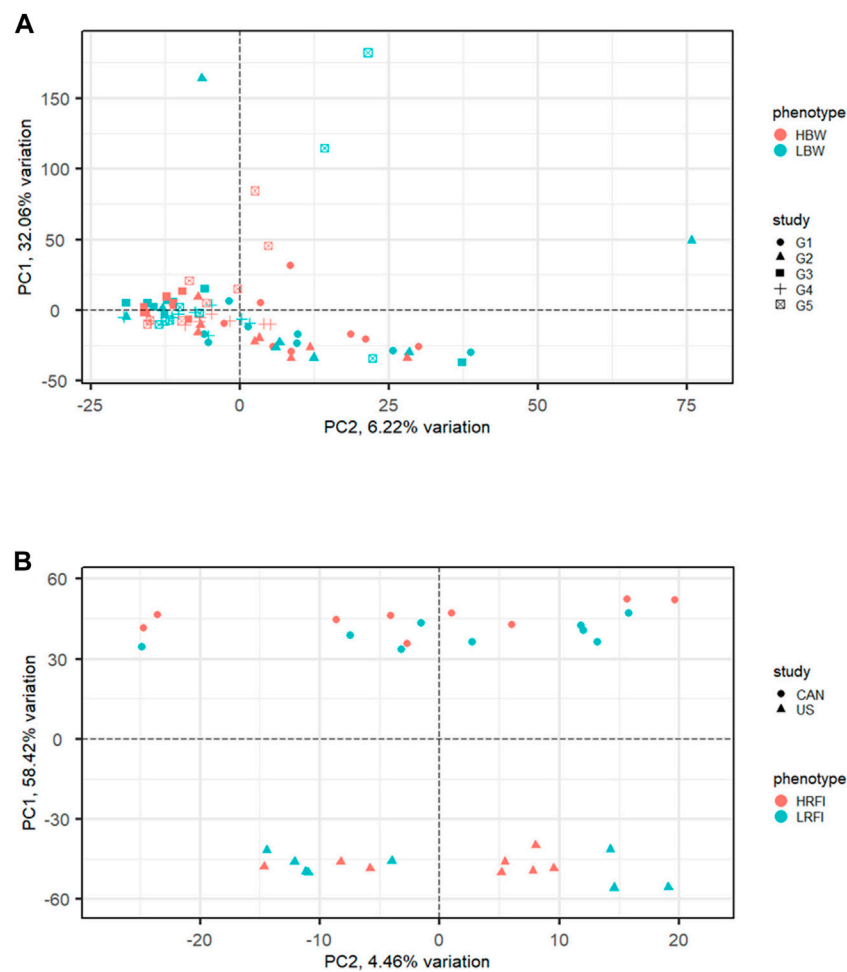 A
PC1, 32.06% variation
150
100
50
0
-50
-25
0
25
50
75
PC2, 6.22% variation
phenotype
HBW
LBW
study
G1
G2
G3
G4
G5
B
PC1, 58.42% variation
60
30
0
-30
-60
-20
-10
0
10
20
PC2, 4.46% variation
study
CAN
US
phenotype
HRFI
LRFI